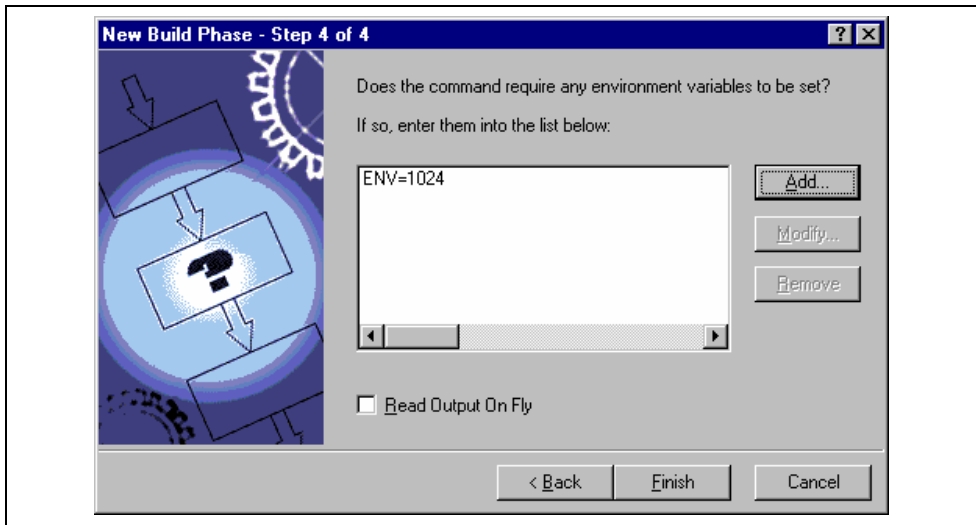 New Build Phase - Step 4 of 4
Does the command require any environment variables to be set?
If so, enter them into the list below:
ENV=1024
Add...
Modify...
Remove
Read Output On Fly
< Back
Finish
Cancel